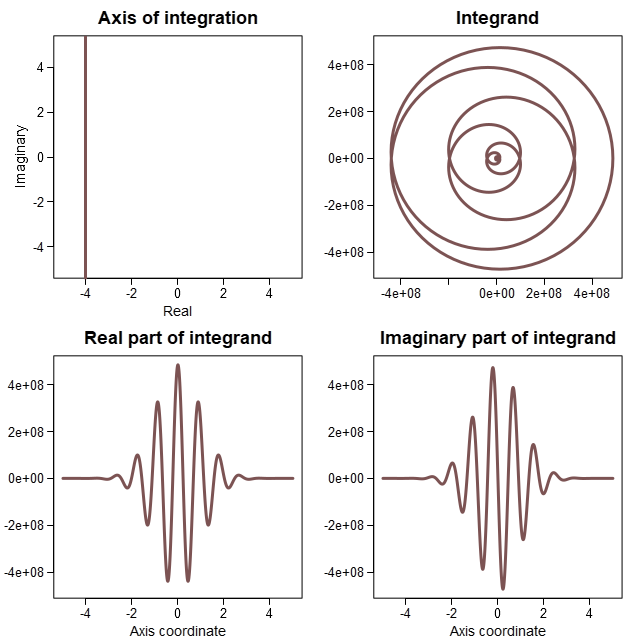 Axis of integration
Integrand
Imaginary
4
2
0
-2
-4
-4 -2 0 2 4
Real
4e+08
2e+08
0e+00
-2e+08
-4e+08
-4e+08 0e+00 2e+08 4e+08
Real part of integrand
Imaginary part of integrand
4e+08
2e+08
0e+00
-2e+08
-4e+08
-4 -2 0 2 4
Axis coordinate
4e+08
2e+08
0e+00
-2e+08
-4e+08
-4 -2 0 2 4
Axis coordinate